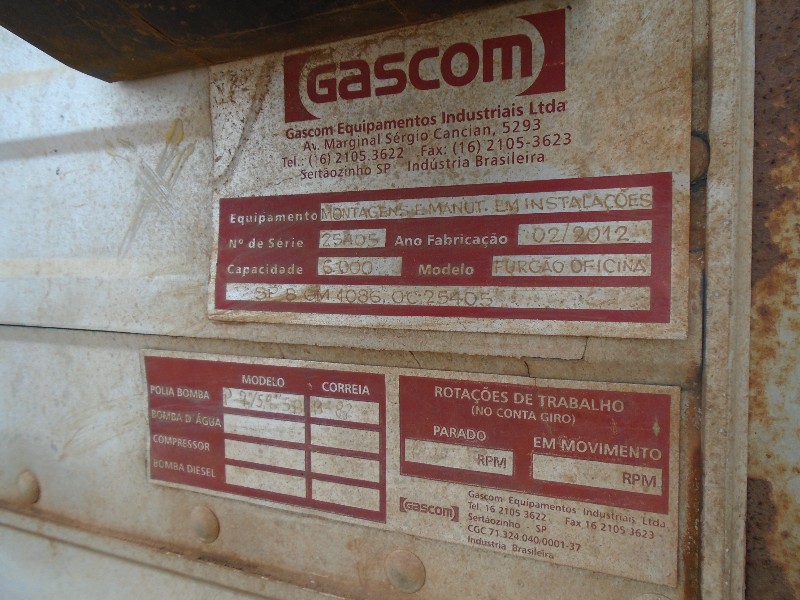 GASCOM
Gascom Equipamentos Industriais Ltda
Av. Marginal Sérgio Cancian, 5293
Tel.: (16) 2105.3622 Fax: (16) 2105-3623
Sertãozinho SP - Indústria Brasileira
Equipamento MONTAGENS E MANUT. EM INSTALAÇÕES
Nº de Série 25405 Ano Fabricação 02/2012
Capacidade 6.000 Modelo FURGÃO OFICINA
CM 4086, OC.25405
MODELO CORREIA
POLIA BOMBA
BOMBA D' ÁGUA
COMPRESSOR
BOMBA DIESEL
ROTAÇÕES DE TRABALHO
(NO CONTA GIRO)
PARADO EM MOVIMENTO
RPM RPM
GASCOM
Gascom Equipamentos Industriais Ltda.
Tel. 16 2105 3622 Fax 16 2105 3623
Sertãozinho - SP
CGC 71.324.040/0001-37
Indústria Brasileira